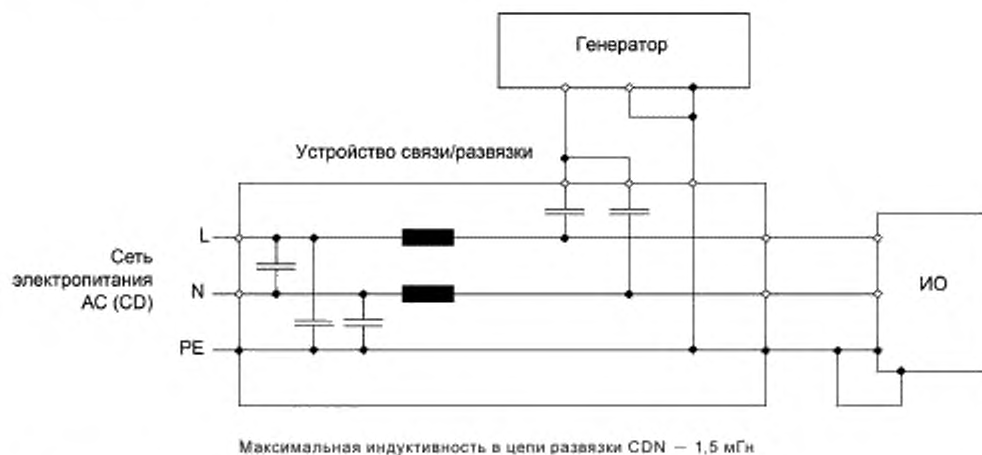 Генератор
Устройство связи/развязки
L
Сеть
электропитания
AC (CD)
N
ИО
PE
Максимальная индуктивность в цепи развязки CDN — 1,5 мГн